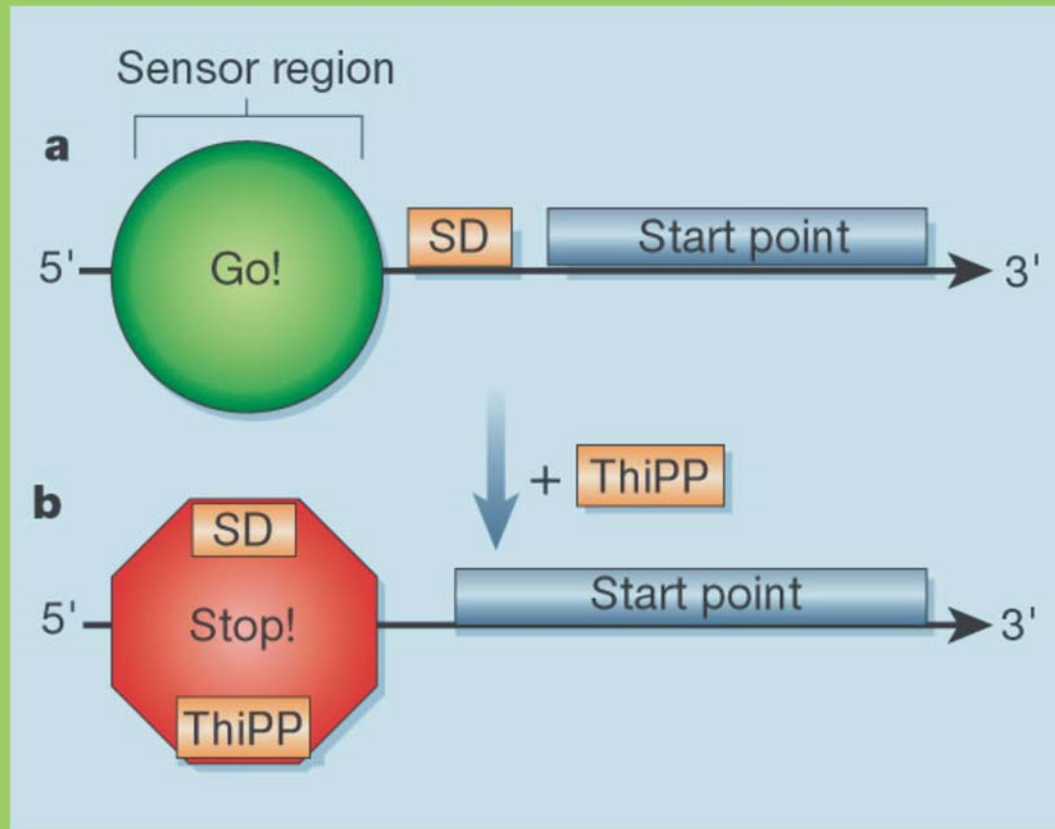 Sensor region
a
Go!
SD
Start point
5'
3'
+ ThiPP
b
SD
Start point
5'
Stop!
3'
ThiPP